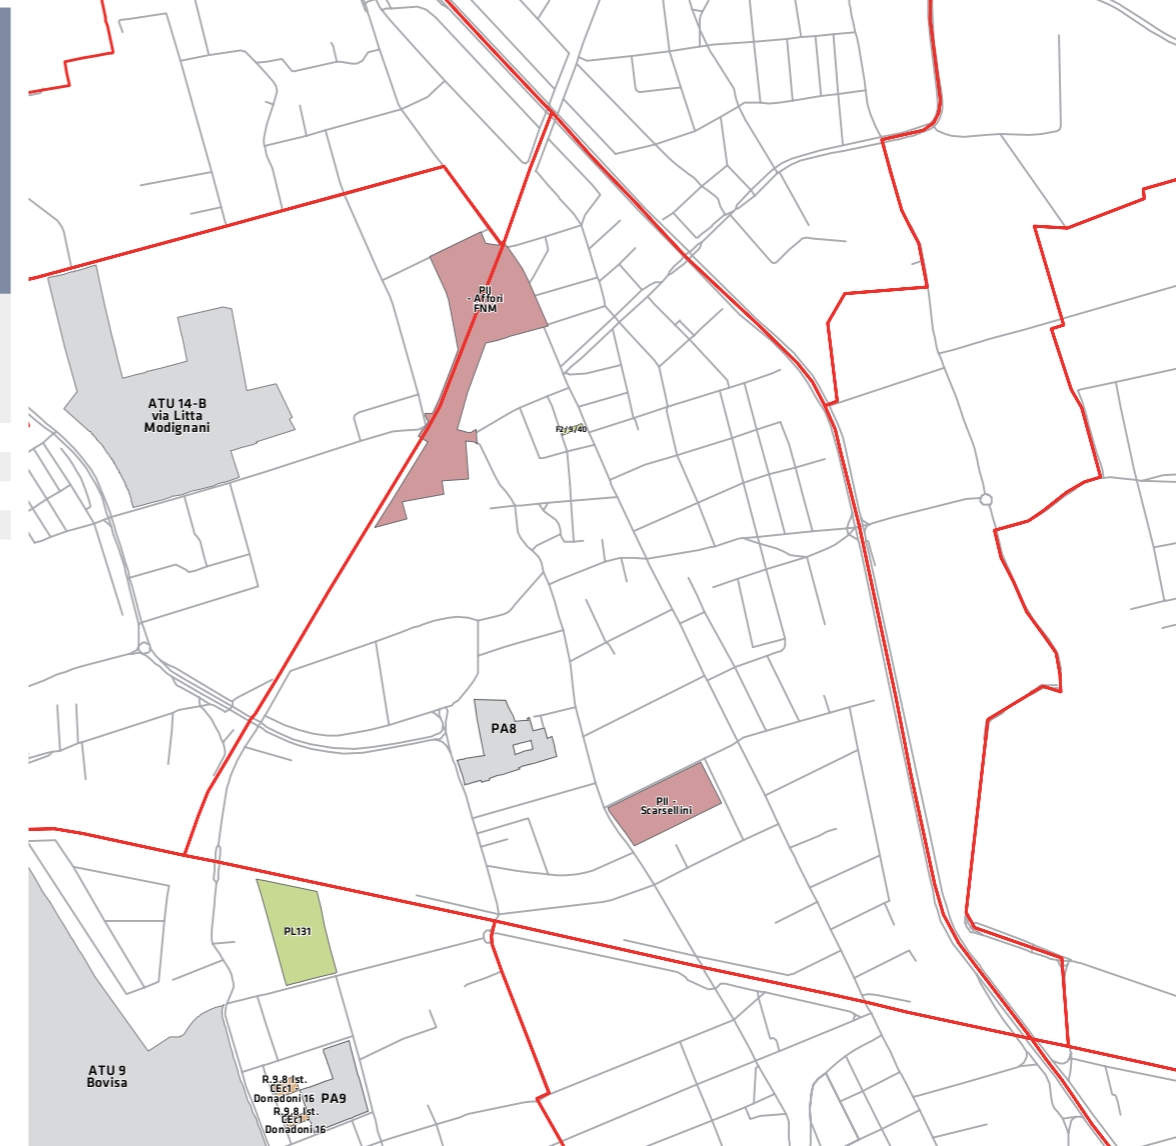 PII
- Affori
FNM
ATU 14-B
via Litta
Modignani
F2/9/40
PA8
PII -
Scarsellini
PL131
ATU 9
Bovisa
R.9.8 Ist.
CEc1 -
Donadoni 16
PA9
R.9.8 Ist.
CEc1 -
Donadoni 16